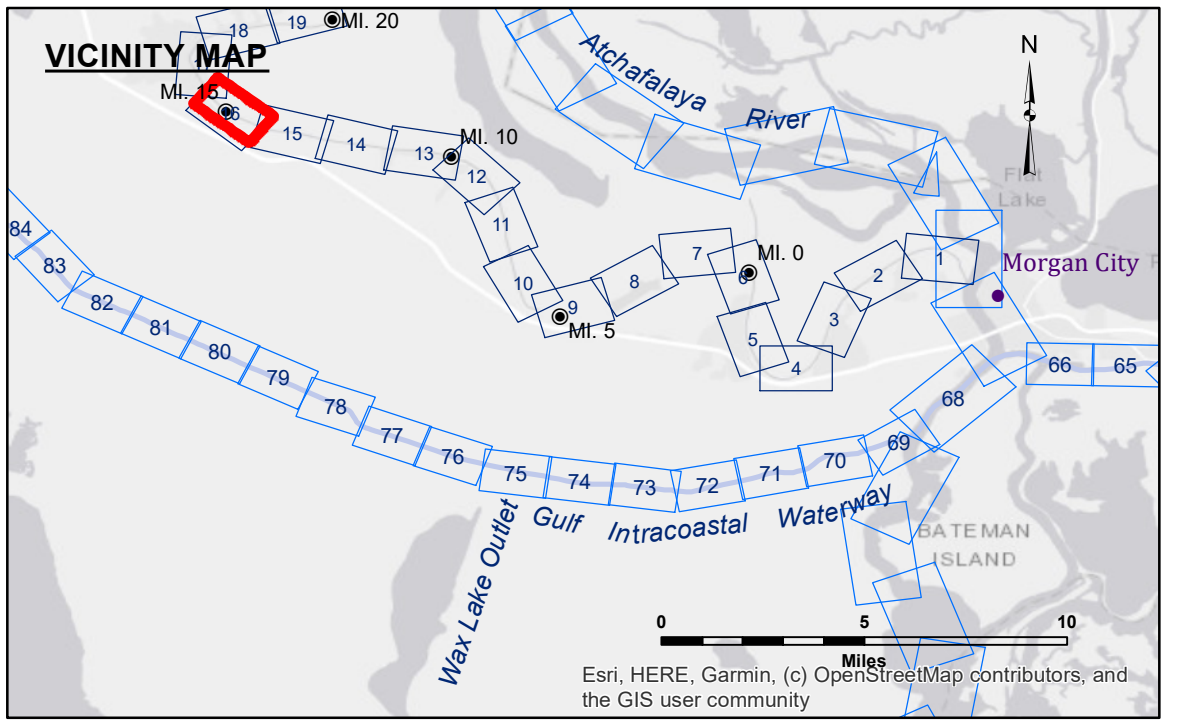 18
19
MI. 20
VICINITY MAP
MI. 15
15
14
13
MI. 10
12
11
10
9
MI. 5
8
7
6
MI. 0
5
4
3
2
1
Atchafalaya
River
N
Flat
Lake
Morgan City
84
83
82
81
80
79
78
77
76
75
74
73
72
71
70
69
68
66
65
Wax Lake Outlet
Gulf Intracoastal Waterway
BATEMAN
ISLAND
0 5 10
Miles
Esri, HERE, Garmin, (c) OpenStreetMap contributors, and
the GIS user community